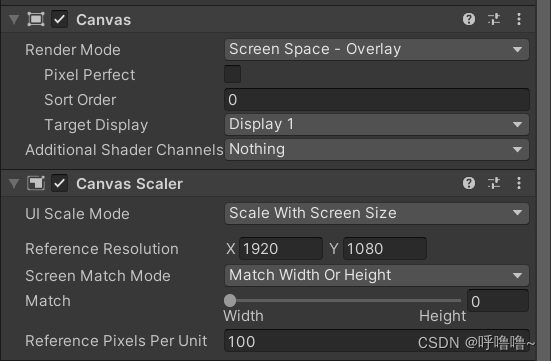 Canvas
Render Mode Screen Space - Overlay
Pixel Perfect
Sort Order 0
Target Display Display 1
Additional Shader Channels Nothing
Canvas Scaler
UI Scale Mode Scale With Screen Size
Reference Resolution X 1920 Y 1080
Screen Match Mode Match Width Or Height
Match 0
Width Height
Reference Pixels Per Unit 100
CSDN @呼噜噜~